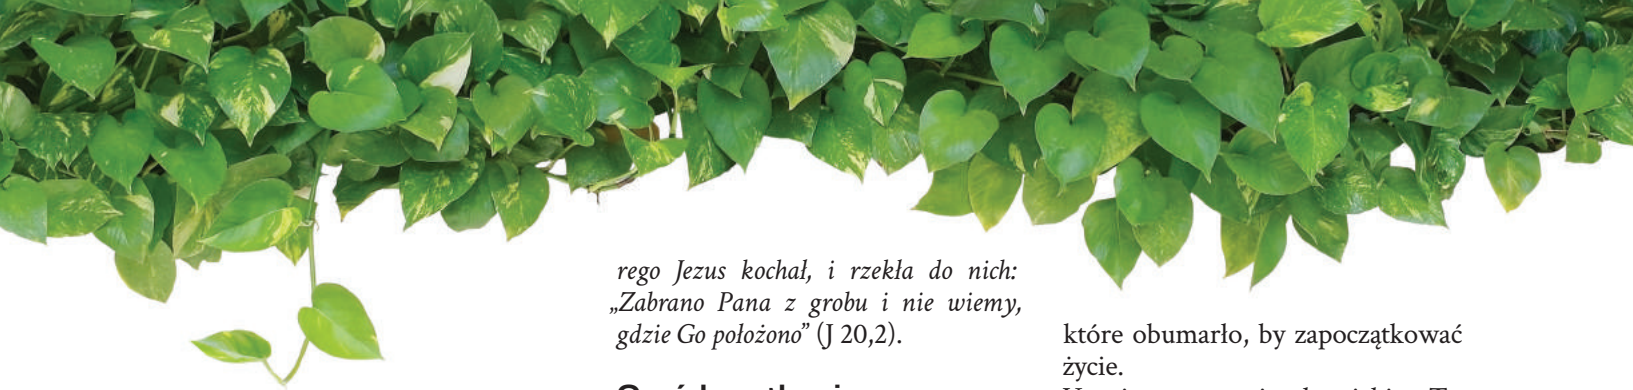 rego Jezus kochał, i rzekła do nich:
„Zabrano Pana z grobu i nie wiemy,
gdzie Go położono” (J 20,2).
które obumarło, by zapoczątkować
życie.